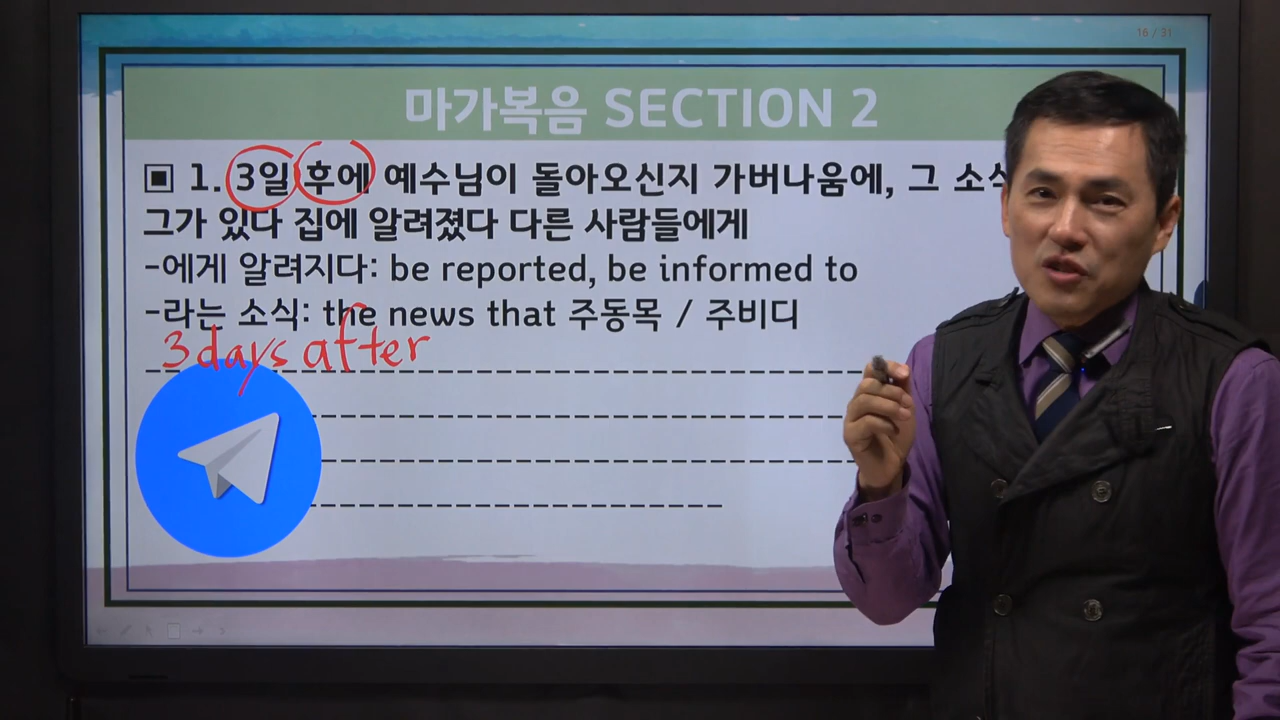 16 / 31
마가복음 SECTION 2
▣ 1. 3일 후에 예수님이 돌아오신지 가버나움에, 그 소식
그가 있다 집에 알려졌다 다른 사람들에게
-에게 알려지다: be reported, be informed to
-라는 소식: the news that 주동목 / 주비디
3 days after